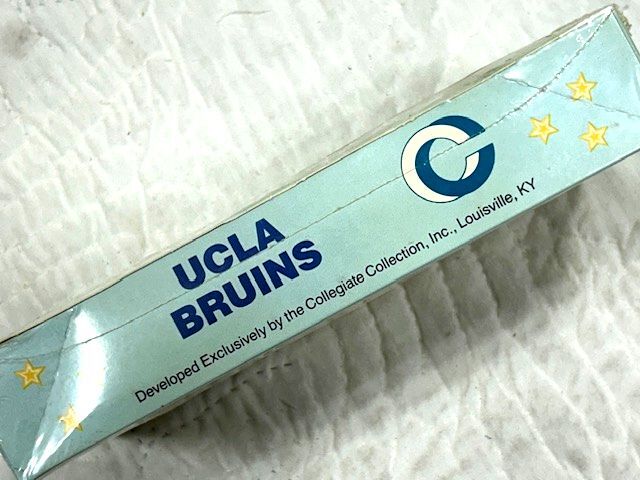 UCLA
BRUINS
Developed Exclusively by the Collegiate Collection, Inc., Louisville, KY